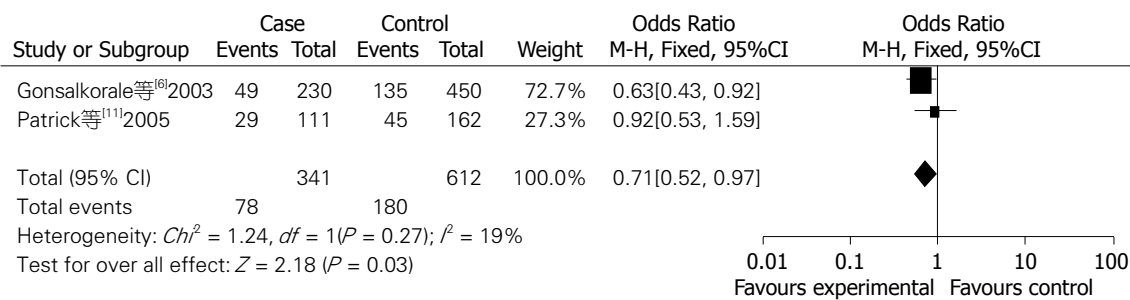 Case Control Odds Ratio Odds Ratio
Study or Subgroup Events Total Events Total Weight M-H, Fixed, 95%CI M-H, Fixed, 95%CI
Gonsalkorale等[6]2003 49 230 135 450 72.7% 0.63[0.43, 0.92]
Patrick等[11]2005 29 111 45 162 27.3% 0.92[0.53, 1.59]
Total (95% CI) 341 612 100.0% 0.71[0.52, 0.97]
Total events 78 180
Heterogeneity: Chi² = 1.24, df = 1(P = 0.27); I² = 19%
Test for over all effect: Z = 2.18 (P = 0.03)
0.01 0.1 1 10 100
Favours experimental Favours control